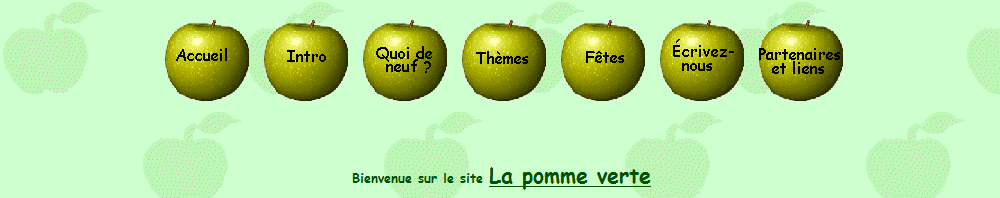 Accueil
Intro
Quoi de
neuf ?
Thèmes
Fêtes
Écrivez-
nous
Partenaires
et liens
Bienvenue sur le site La pomme verte